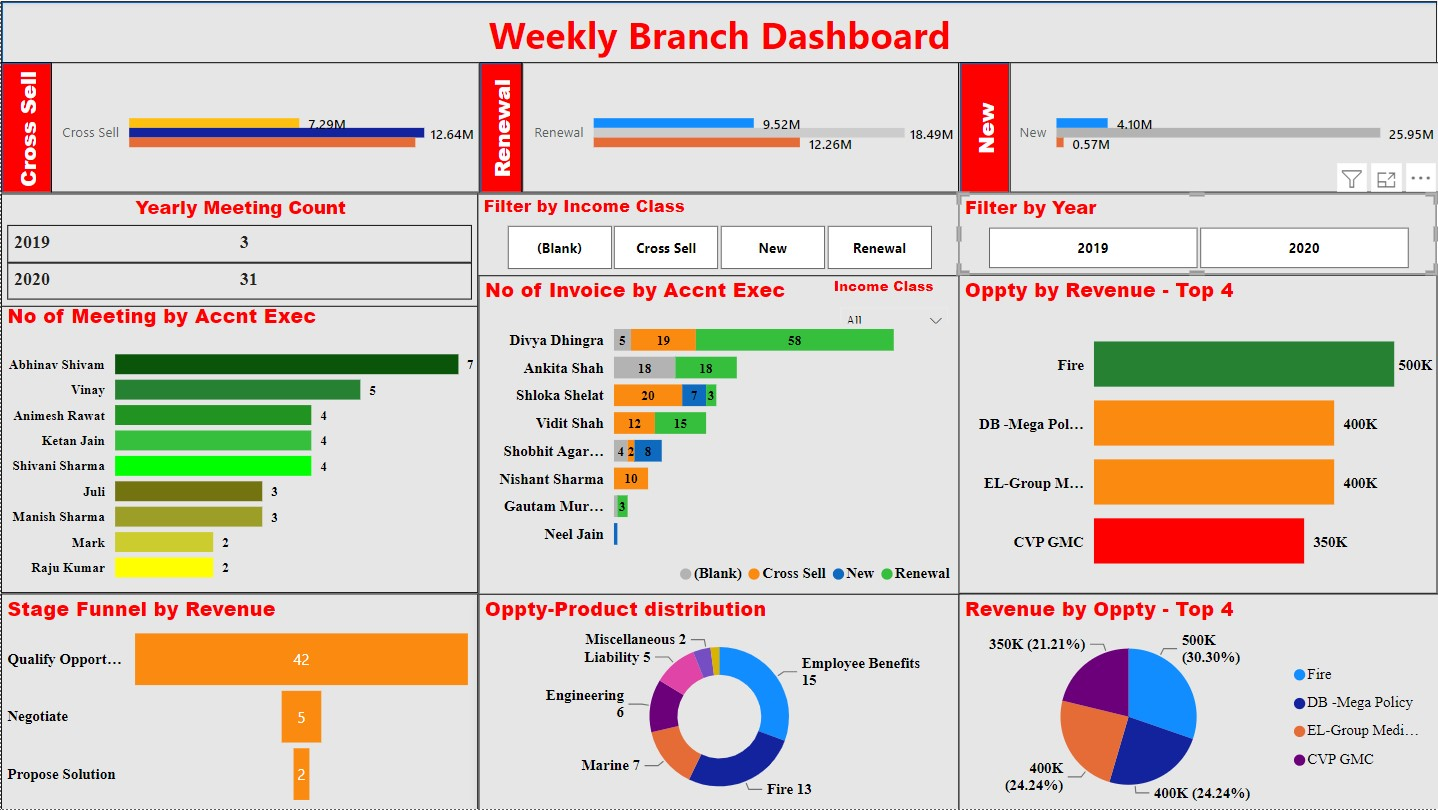 Weekly Branch Dashboard
Cross Sell
Cross Sell
7.29M
12.64M
Renewal
Renewal
9.52M
18.49M
12.26M
New
New
4.10M
25.95M
0.57M
Yearly Meeting Count
2019 3
2020 31
Filter by Income Class
(Blank) Cross Sell New Renewal
Filter by Year
2019 2020
No of Meeting by Accnt Exec
Abhinav Shivam 7
Vinay 5
Animesh Rawat 4
Ketan Jain 4
Shivani Sharma 4
Juli 3
Manish Sharma 3
Mark 2
Raju Kumar 2
No of Invoice by Accnt Exec
Income Class
All
Divya Dhingra 5 19 58
Ankita Shah 18 18
Shloka Shelat 20 7 3
Vidit Shah 12 15
Shobhit Agar… 4 2 8
Nishant Sharma 10
Gautam Mur… 3
Neel Jain
(Blank) Cross Sell New Renewal
Oppty by Revenue - Top 4
Fire 500K
DB -Mega Pol… 400K
EL-Group M… 400K
CVP GMC 350K
Stage Funnel by Revenue
Qualify Opport… 42
Negotiate 5
Propose Solution 2
Oppty-Product distribution
Miscellaneous 2
Liability 5
Engineering
6
Marine 7
Employee Benefits
15
Fire 13
Revenue by Oppty - Top 4
350K (21.21%)
500K
(30.30%)
400K
(24.24%)
400K (24.24%)
Fire
DB -Mega Policy
EL-Group Medi…
CVP GMC